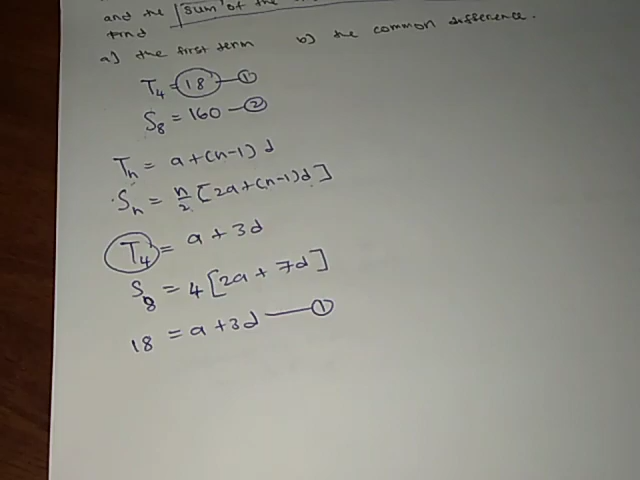 and the sum of the
find
a) the first term b) the common difference.
T₄ = 18 — ①
S₈ = 160 — ②
Tₙ = a + (n-1) d
Sₙ = n/2 [2a + (n-1)d]
T₄ = a + 3d
S₈ = 4 [2a + 7d]
18 = a + 3d — ①